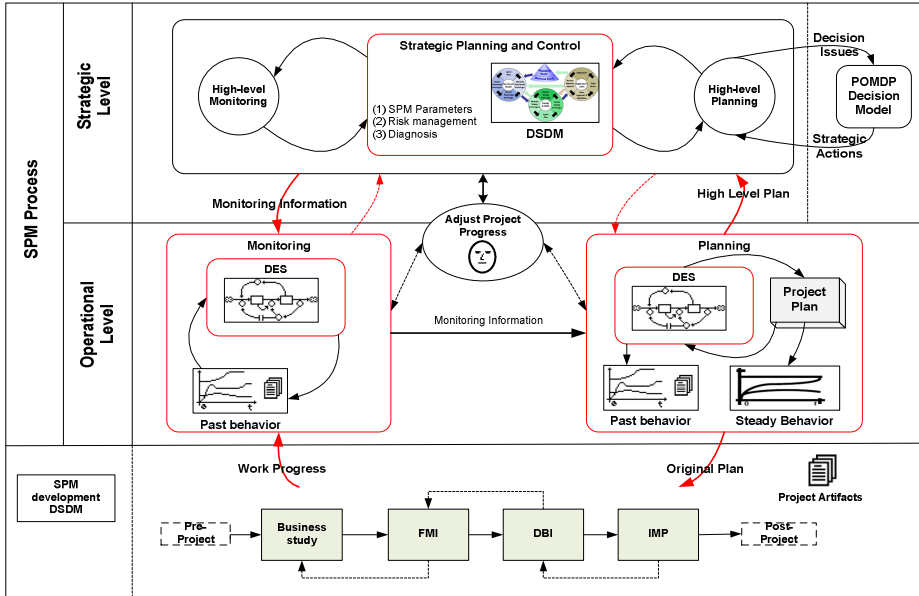 SPM Process
Strategic
Level
High-level
Monitoring
Strategic Planning and Control
(1) SPM Parameters
(2) Risk management
(3) Diagnosis
DSDM
High-level
Planning
Decision
Issues
POMDP
Decision
Model
Strategic
Actions
Monitoring Information
High Level Plan
Operational
Level
Monitoring
DES
Past behavior
Adjust Project
Progress
Monitoring Information
Planning
DES
Project
Plan
Past behavior
Steady Behavior
Work Progress
Original Plan
Project Artifacts
SPM
development
DSDM
Pre-
Project
Business
study
FMI
DBI
IMP
Post-
Project